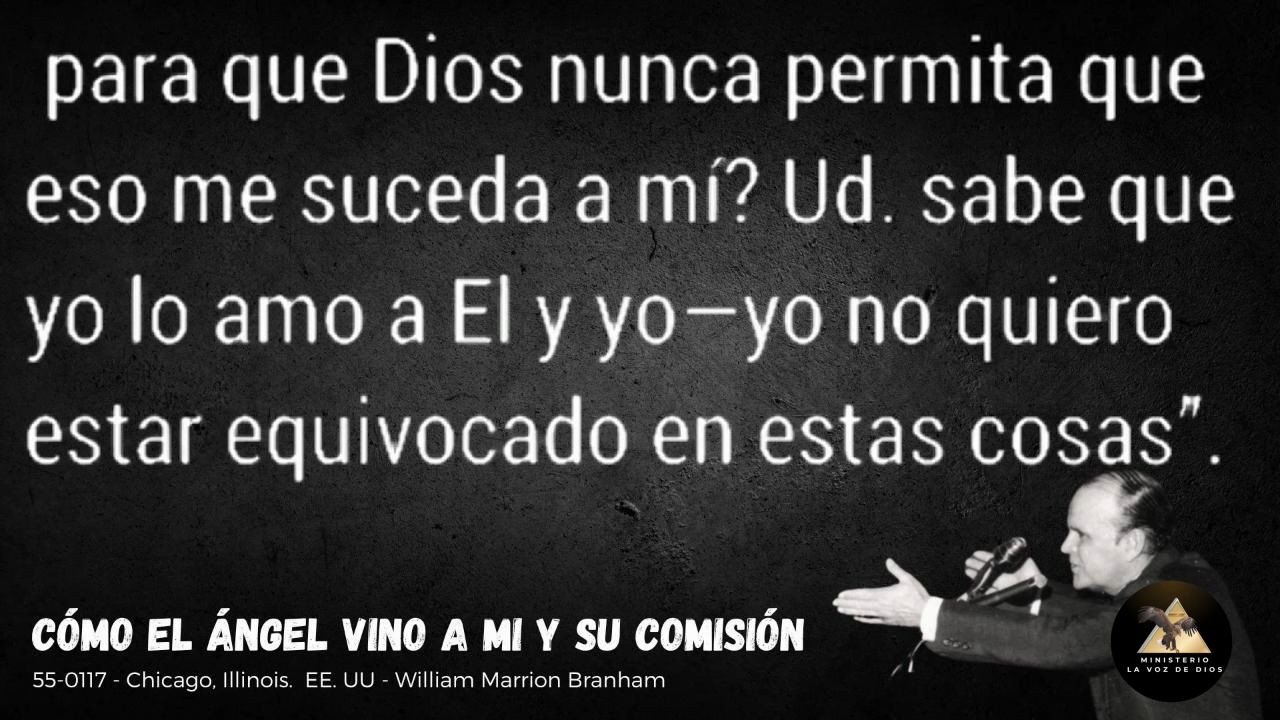 para que Dios nunca permita que
eso me suceda a mí? Ud. sabe que
yo lo amo a El y yo—yo no quiero
estar equivocado en estas cosas".
CÓMO EL ÁNGEL VINO A MI Y SU COMISIÓN
55-0117 - Chicago, Illinois.  EE. UU - William Marrion Branham
MINISTERIO
LA VOZ DE DIOS